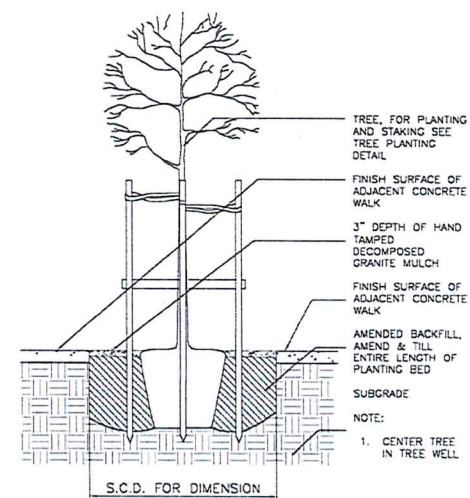 TREE, FOR PLANTING
AND STAKING SEE
TREE PLANTING
DETAIL
FINISH SURFACE OF
ADJACENT CONCRETE
WALK
3" DEPTH OF HAND
TAMPED
DECOMPOSED
GRANITE MULCH
FINISH SURFACE OF
ADJACENT CONCRETE
WALK
AMENDED BACKFILL,
AMEND & TILL
ENTIRE LENGTH OF
PLANTING BED
SUBGRADE
NOTE:
1. CENTER TREE
IN TREE WELL
S.C.D. FOR DIMENSION